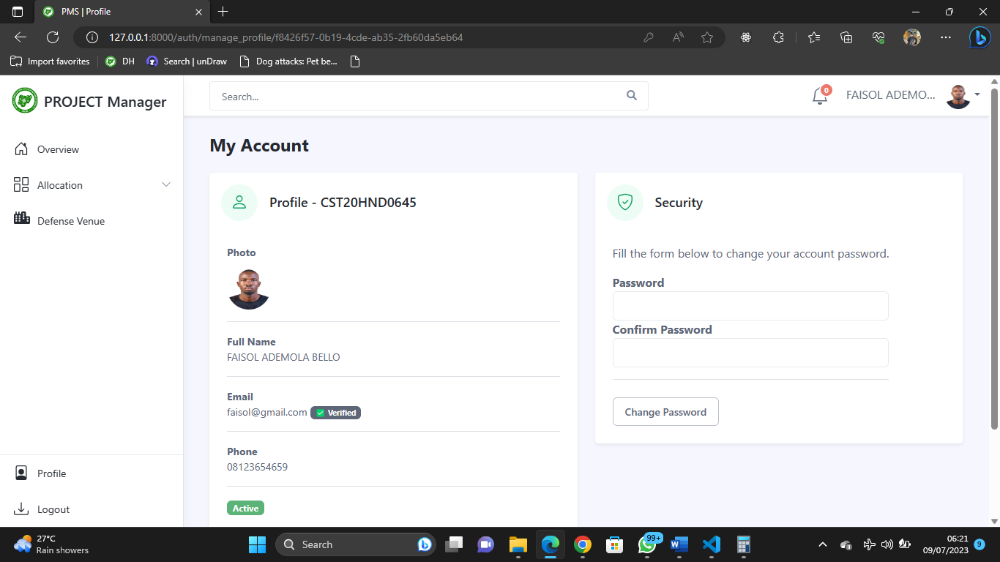 PMS | Profile
127.0.0.1:8000/auth/manage_profile/f8426f57-0b19-4cde-ab35-2fb60da5eb64
Import favorites
DH
Search | unDraw
Dog attacks: Pet be...
PROJECT Manager
Search...
0
FAISOL ADEMO...
Overview
Allocation
Defense Venue
Profile
Logout
My Account
Profile - CST20HND0645
Photo
Full Name
FAISOL ADEMOLA BELLO
Email
faisol@gmail.com Verified
Phone
08123654659
Active
Security
Fill the form below to change your account password.
Password
Confirm Password
Change Password
27°C
Rain showers
Search
99+
06:21
09/07/2023
9